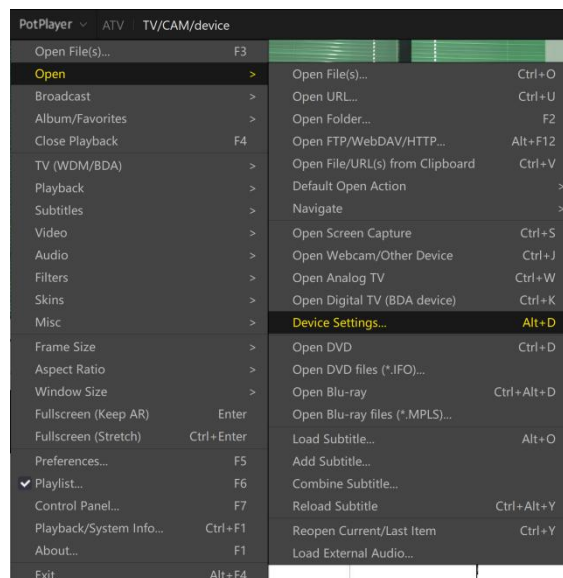 PotPlayer ATV TV/CAM/device
Open File(s)... F3
Open >
Broadcast >
Album/Favorites >
Close Playback F4
TV (WDM/BDA) >
Playback >
Subtitles >
Video >
Audio >
Filters >
Skins >
Misc >
Frame Size >
Aspect Ratio >
Window Size >
Fullscreen (Keep AR) Enter
Fullscreen (Stretch) Ctrl+Enter
Preferences... F5
Playlist... F6
Control Panel... F7
Playback/System Info... Ctrl+F1
About... F1
Exit Alt+F4
Open File(s)... Ctrl+O
Open URL... Ctrl+U
Open Folder... F2
Open FTP/WebDAV/HTTP... Alt+F12
Open File/URL(s) from Clipboard Ctrl+V
Default Open Action >
Navigate >
Open Screen Capture Ctrl+S
Open Webcam/Other Device Ctrl+J
Open Analog TV Ctrl+W
Open Digital TV (BDA device) Ctrl+K
Device Settings... Alt+D
Open DVD Ctrl+D
Open DVD files (*.IFO)...
Open Blu-ray Ctrl+Alt+D
Open Blu-ray files (*.MPLS)...
Load Subtitle... Alt+O
Add Subtitle...
Combine Subtitle...
Reload Subtitle Ctrl+Alt+Y
Reopen Current/Last Item Ctrl+Y
Load External Audio...